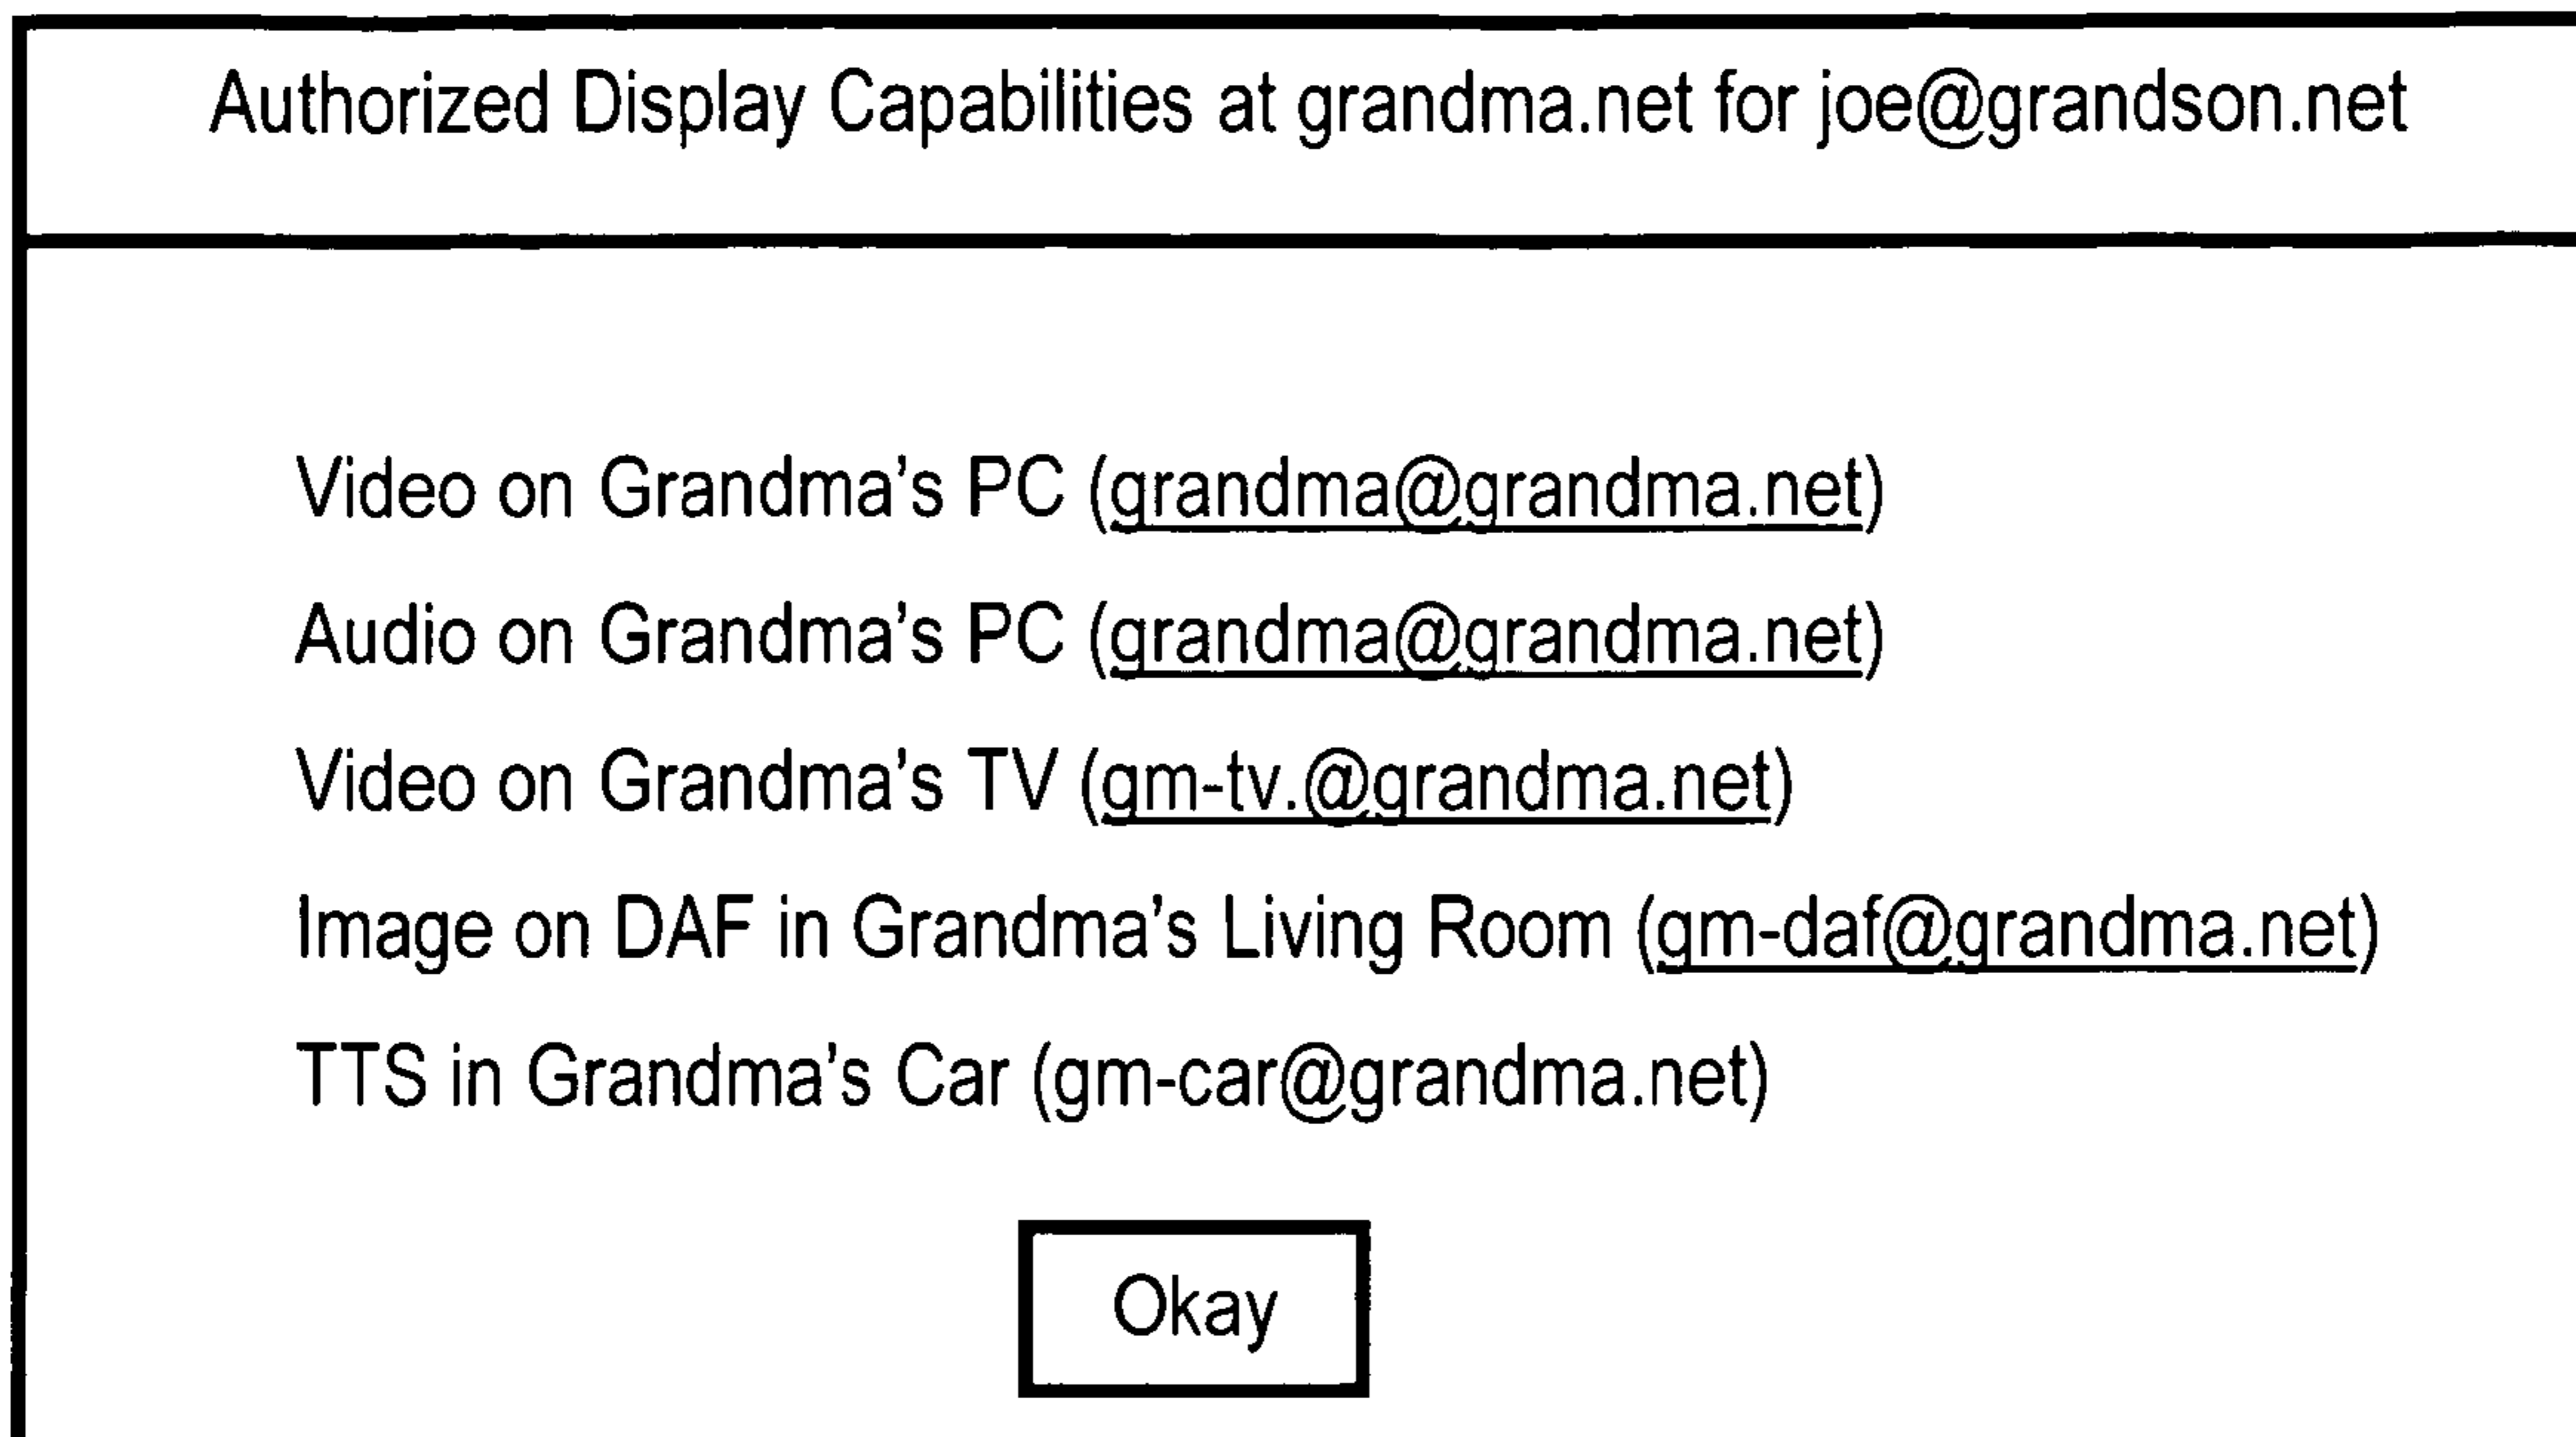 Authorized Display Capabilities at grandma.net for joe@grandson.net
Video on Grandma's PC (grandma@grandma.net)
Audio on Grandma's PC (grandma@grandma.net)
Video on Grandma's TV (gm-tv.@grandma.net)
Image on DAF in Grandma's Living Room (gm-daf@grandma.net)
TTS in Grandma's Car (gm-car@grandma.net)
Okay